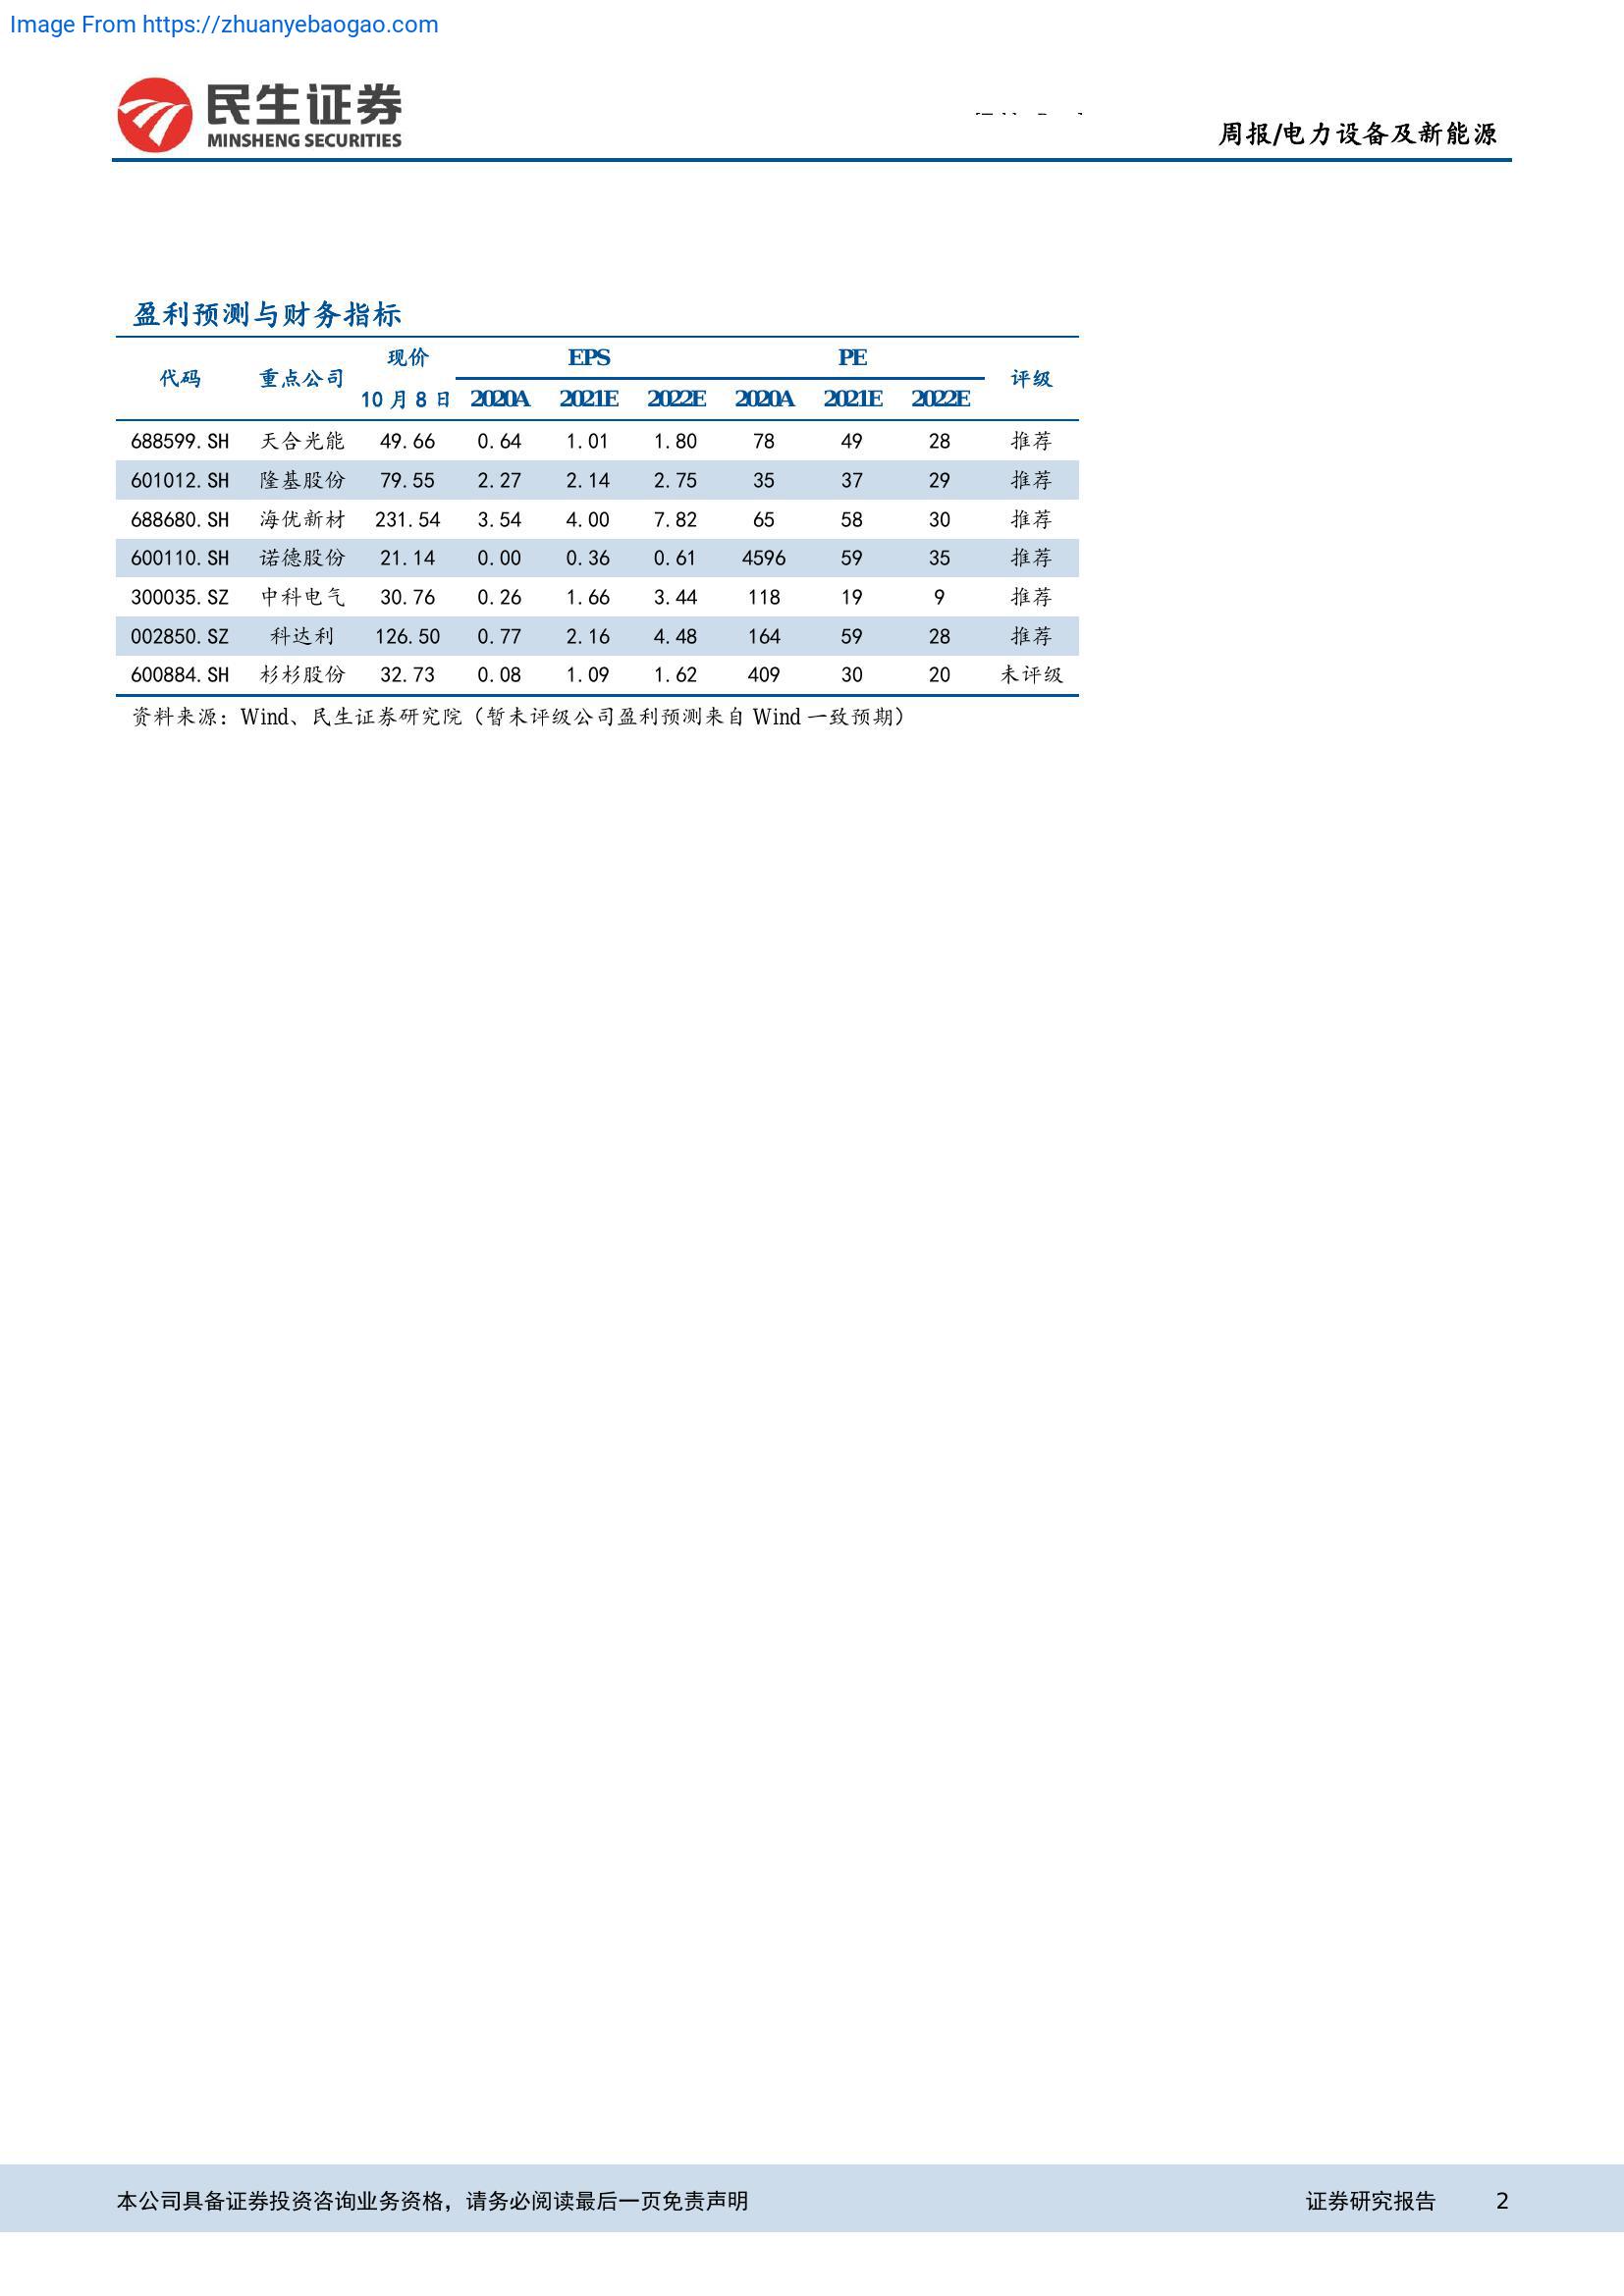 Image From https://zhuanyebaogao.com
民生证券
MINSHENG SECURITIES
周报/电力设备及新能源
盈利预测与财务指标
代码 重点公司 现价 EPS PE 评级
10 月 8 日 2020A 2021E 2022E 2020A 2021E 2022E
688599.SH 天合光能 49.66 0.64 1.01 1.80 78 49 28 推荐
601012.SH 隆基股份 79.55 2.27 2.14 2.75 35 37 29 推荐
688680.SH 海优新材 231.54 3.54 4.00 7.82 65 58 30 推荐
600110.SH 诺德股份 21.14 0.00 0.36 0.61 4596 59 35 推荐
300035.SZ 中科电气 30.76 0.26 1.66 3.44 118 19 9 推荐
002850.SZ 科达利 126.50 0.77 2.16 4.48 164 59 28 推荐
600884.SH 杉杉股份 32.73 0.08 1.09 1.62 409 30 20 未评级
资料来源：Wind、民生证券研究院（暂未评级公司盈利预测来自 Wind 一致预期）
本公司具备证券投资咨询业务资格，请务必阅读最后一页免责声明 证券研究报告 2